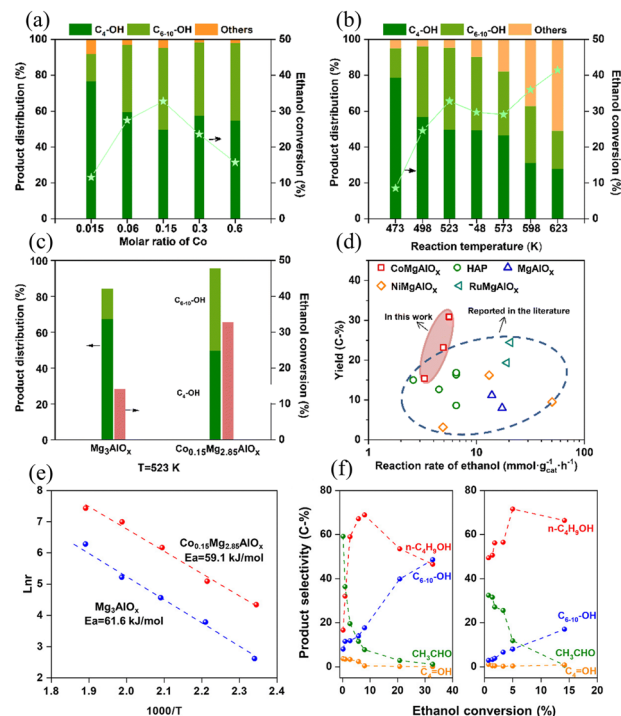 (a)
C₄-OH C₆₋₁₀-OH Others
Product distribution (%)
100
80
60
40
20
0
50
40
30
20
10
0
Ethanol conversion (%)
0.015 0.06 0.15 0.3 0.6
Molar ratio of Co
(b)
C₄-OH C₆₋₁₀-OH Others
Product distribution (%)
100
80
60
40
20
0
50
40
30
20
10
0
Ethanol conversion (%)
473 498 523 ˜48 573 598 623
Reaction temperature (K)
(c)
Product distribution (%)
100
80
60
40
20
0
C₆₋₁₀-OH
C₄-OH
50
40
30
20
10
0
Ethanol conversion (%)
Mg₃AlOₓ Co₀.₁₅Mg₂.₈₅AlOₓ
T=523 K
(d)
CoMgAlOₓ HAP MgAlOₓ
NiMgAlOₓ RuMgAlOₓ
In this work
Reported in the literature
Yield (C-%)
50
40
30
20
10
0
1 10 100
Reaction rate of ethanol (mmol·g⁻¹cat·h⁻¹)
(e)
Lnr
8
7
6
5
4
3
2
Co₀.₁₅Mg₂.₈₅AlOₓ
Ea=59.1 kJ/mol
Mg₃AlOₓ
Ea=61.6 kJ/mol
1.9 2.0 2.1 2.2 2.3 2.4
1000/T
(f)
Product selectivity (C-%)
100
80
60
40
20
0
n-C₄H₉OH
C₆₋₁₀-OH
CH₃CHO
C₄=OH
0 10 20 30 40
n-C₄H₉OH
C₆₋₁₀-OH
CH₃CHO
C₄=OH
0 5 10 15
Ethanol conversion (%)